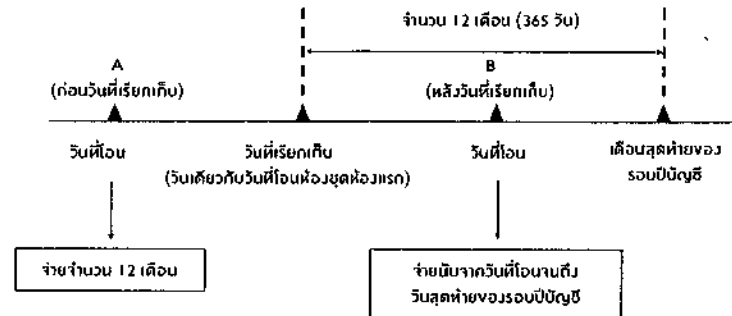 จำนวน 12 เดือน (365 วัน)
A
(ก่อนวันที่เรียกเก็บ)
B
(หลังวันที่เรียกเก็บ)
วันที่โอน
วันที่เรียกเก็บ
(วันเดียวกับวันที่โอนห้องชุดห้องแรก)
วันที่โอน
เดือนสุดท้ายของ
รอบปีบัญชี
จ่ายจำนวน 12 เดือน
จ่ายนับจากวันที่โอนจนถึง
วันสุดท้ายของรอบปีบัญชี